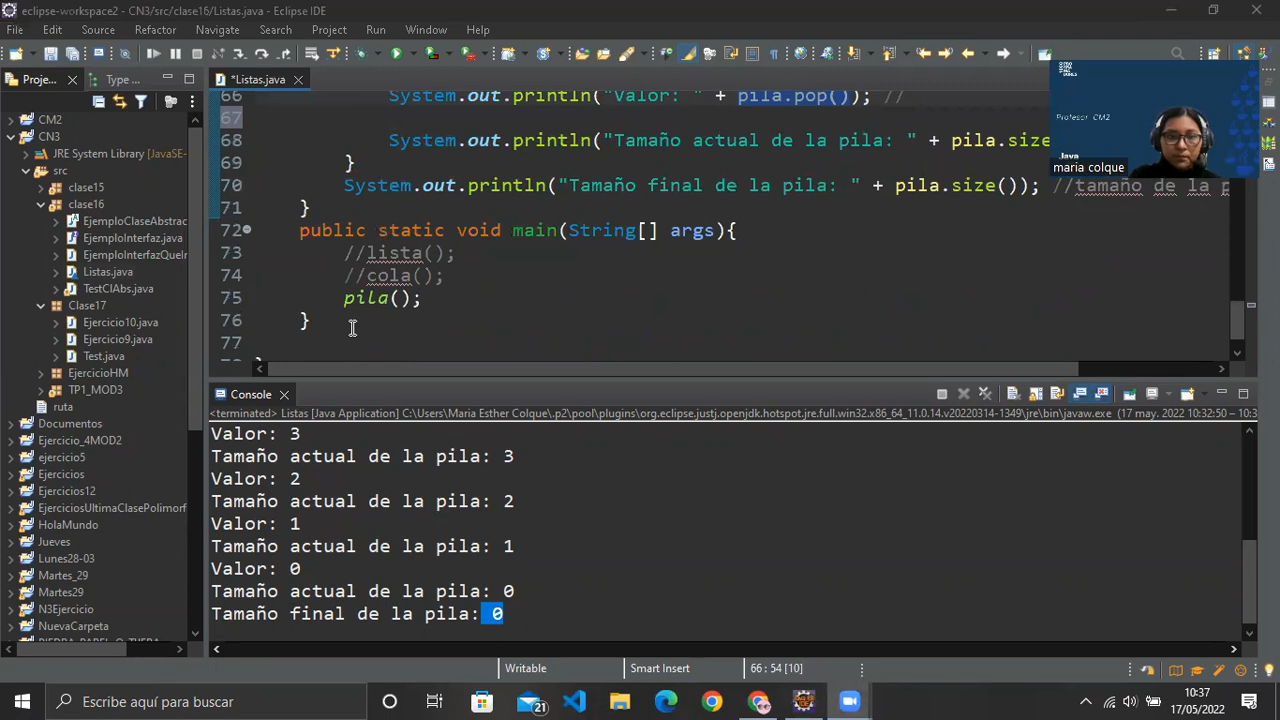 eclipse-workspace2 - CN3/src/clase16/Listas.java - Eclipse IDE
File Edit Source Refactor Navigate Search Project Run Window Help
Proje... Type ...
*Listas.java
CM2
CN3
JRE System Library [JavaSE-
src
clase15
clase16
EjemploClaseAbstrac
EjemploInterfaz.java
EjemploInterfazQueIr
Listas.java
TestClAbs.java
Clase17
Ejercicio10.java
Ejercicio9.java
Test.java
EjercicioHM
TP1_MOD3
ruta
Documentos
Ejercicio_4MOD2
ejercicio5
Ejercicios
Ejercicios12
EjerciciosUltimaClasePolimorf
HolaMundo
Jueves
Lunes28-03
Martes_29
Martes29
N3Ejercicio
NuevaCarpeta
66 System.out.println("Valor: " + pila.pop()); //
67
68 System.out.println("Tamaño actual de la pila: " + pila.size
69 }
70 System.out.println("Tamaño final de la pila: " + pila.size()); //tamaño de la p
71 }
72 public static void main(String[] args){
73 //lista();
74 //cola();
75 pila();
76 }
77
Profesor CM2
Java
maria colque
Console
<terminated> Listas [Java Application] C:\Users\Maria Esther Colque\.p2\pool\plugins\org.eclipse.justj.openjdk.hotspot.jre.full.win32.x86_64_11.0.14.v20220314-1349\jre\bin\javaw.exe (17 may. 2022 10:32:50 – 10:3
Valor: 3
Tamaño actual de la pila: 3
Valor: 2
Tamaño actual de la pila: 2
Valor: 1
Tamaño actual de la pila: 1
Valor: 0
Tamaño actual de la pila: 0
Tamaño final de la pila: 0
Writable Smart Insert 66 : 54 [10]
Escribe aquí para buscar
21
10:37
17/05/2022